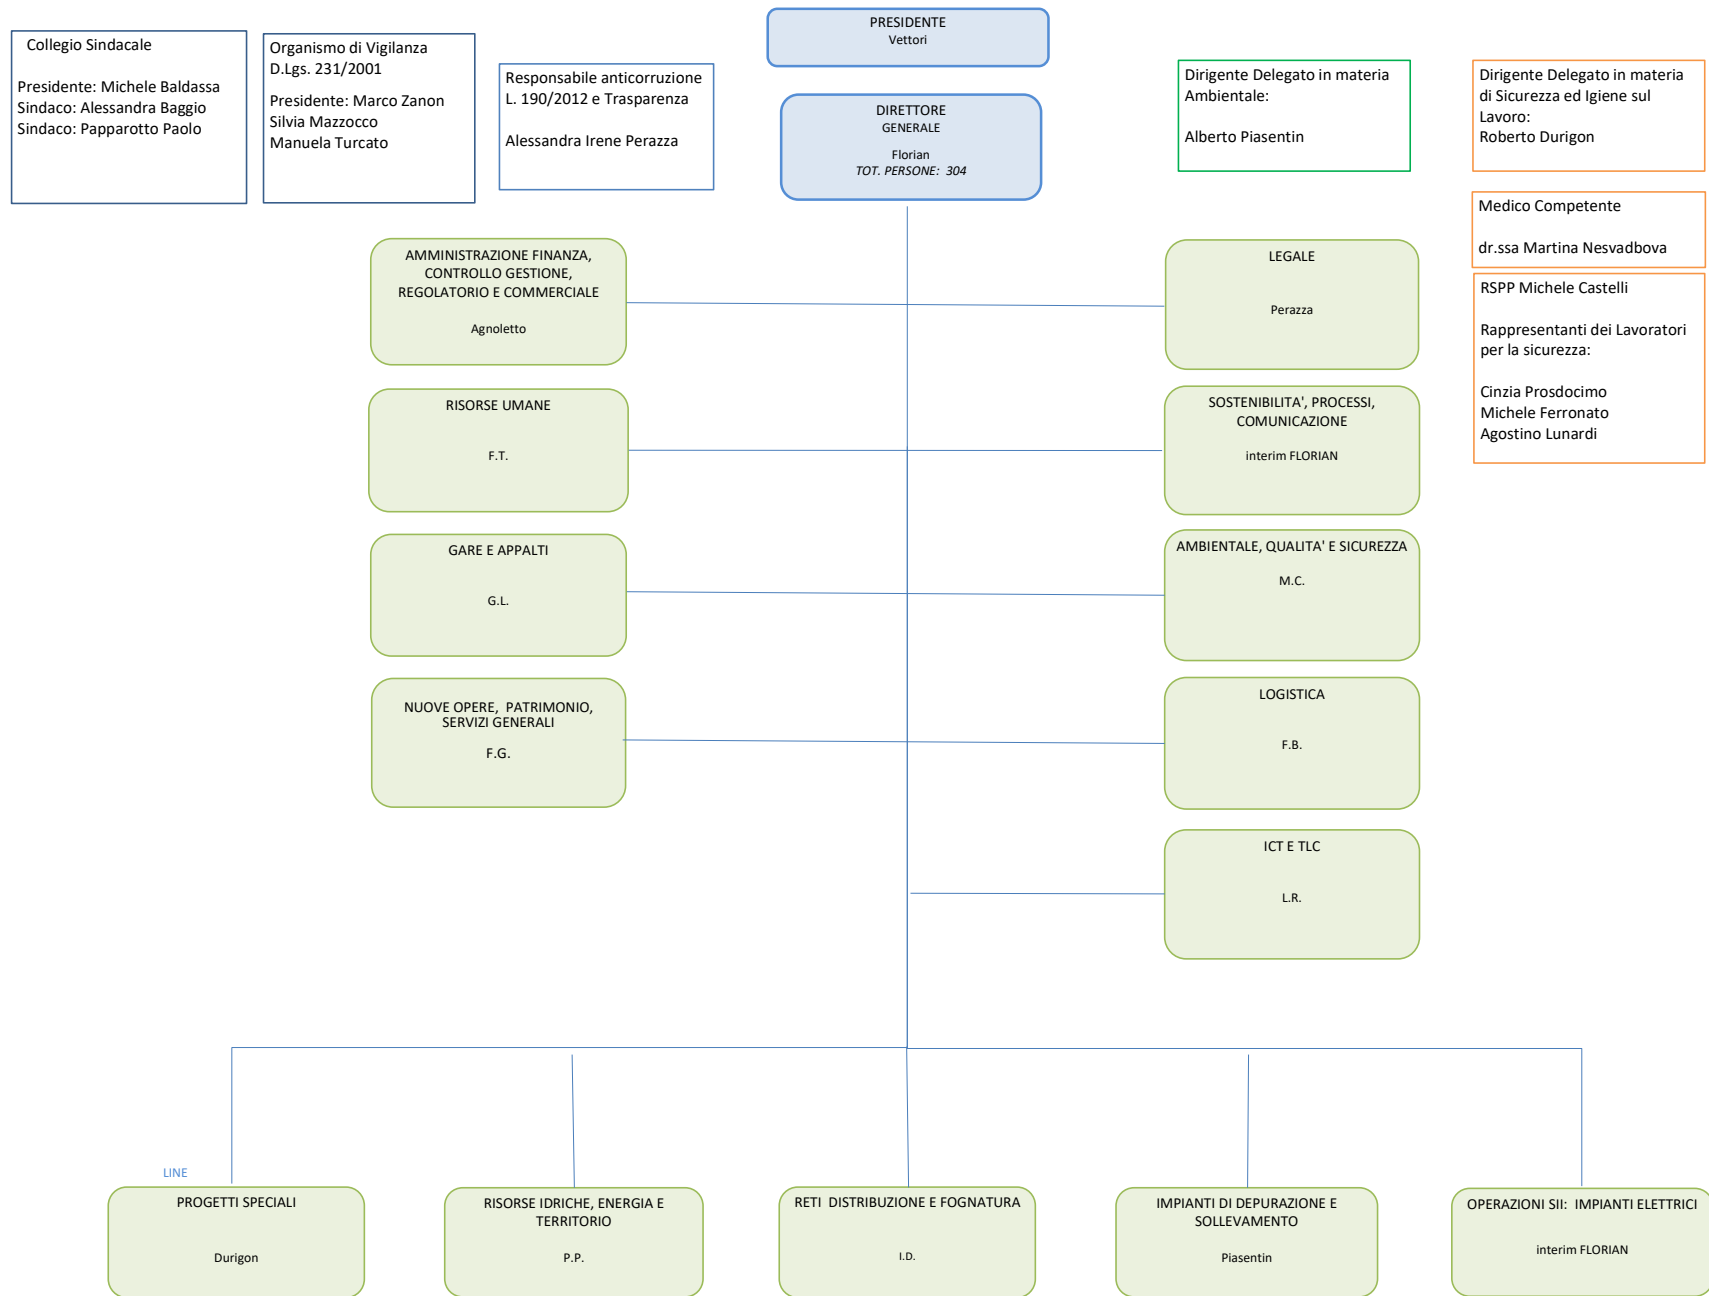 PRESIDENTE
Vettori
Collegio Sindacale
Presidente: Michele Baldassa
Sindaco: Alessandra Baggio
Sindaco: Papparotto Paolo
Organismo di Vigilanza
D.Lgs. 231/2001
Presidente: Marco Zanon
Silvia Mazzocco
Manuela Turcato
Responsabile anticorruzione
L. 190/2012 e Trasparenza
Alessandra Irene Perazza
DIRETTORE
GENERALE
Florian
TOT. PERSONE: 304
Dirigente Delegato in materia
Ambientale:
Alberto Piasentin
Dirigente Delegato in materia
di Sicurezza ed Igiene sul
Lavoro:
Roberto Durigon
Medico Competente
dr.ssa Martina Nesvadbova
RSPP Michele Castelli
Rappresentanti dei Lavoratori
per la sicurezza:
Cinzia Prosdocimo
Michele Ferronato
Agostino Lunardi
AMMINISTRAZIONE FINANZA,
CONTROLLO GESTIONE,
REGOLATORIO E COMMERCIALE
Agnoletto
LEGALE
Perazza
RISORSE UMANE
F.T.
SOSTENIBILITA', PROCESSI,
COMUNICAZIONE
interim FLORIAN
GARE E APPALTI
G.L.
AMBIENTALE, QUALITA' E SICUREZZA
M.C.
NUOVE OPERE, PATRIMONIO,
SERVIZI GENERALI
F.G.
LOGISTICA
F.B.
ICT E TLC
L.R.
LINE
PROGETTI SPECIALI
Durigon
RISORSE IDRICHE, ENERGIA E
TERRITORIO
P.P.
RETI DISTRIBUZIONE E FOGNATURA
I.D.
IMPIANTI DI DEPURAZIONE E
SOLLEVAMENTO
Piasentin
OPERAZIONI SII: IMPIANTI ELETTRICI
interim FLORIAN